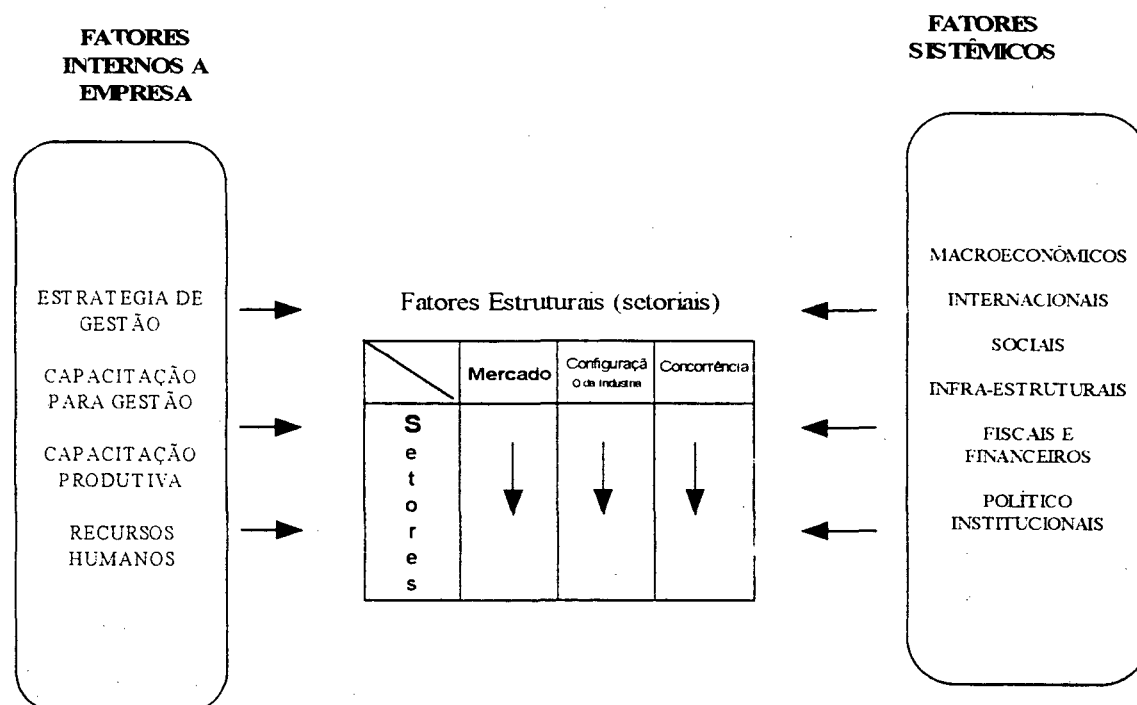 FATORES
INTERNOS A
EMPRESA
ESTRATEGIA DE
GESTÃO
CAPACITAÇÃO
PARA GESTÃO
CAPACITAÇÃO
PRODUTIVA
RECURSOS
HUMANOS
Fatores Estruturais (setoriais)
Mercado
Configuraçã
o da Industria
Concorrência
Setores
FATORES
SISTÊMICOS
MACROECONÔMICOS
INTERNACIONAIS
SOCIAIS
INFRA-ESTRUTURAIS
FISCAIS E
FINANCEIROS
POLÍTICO
INSTITUCIONAIS